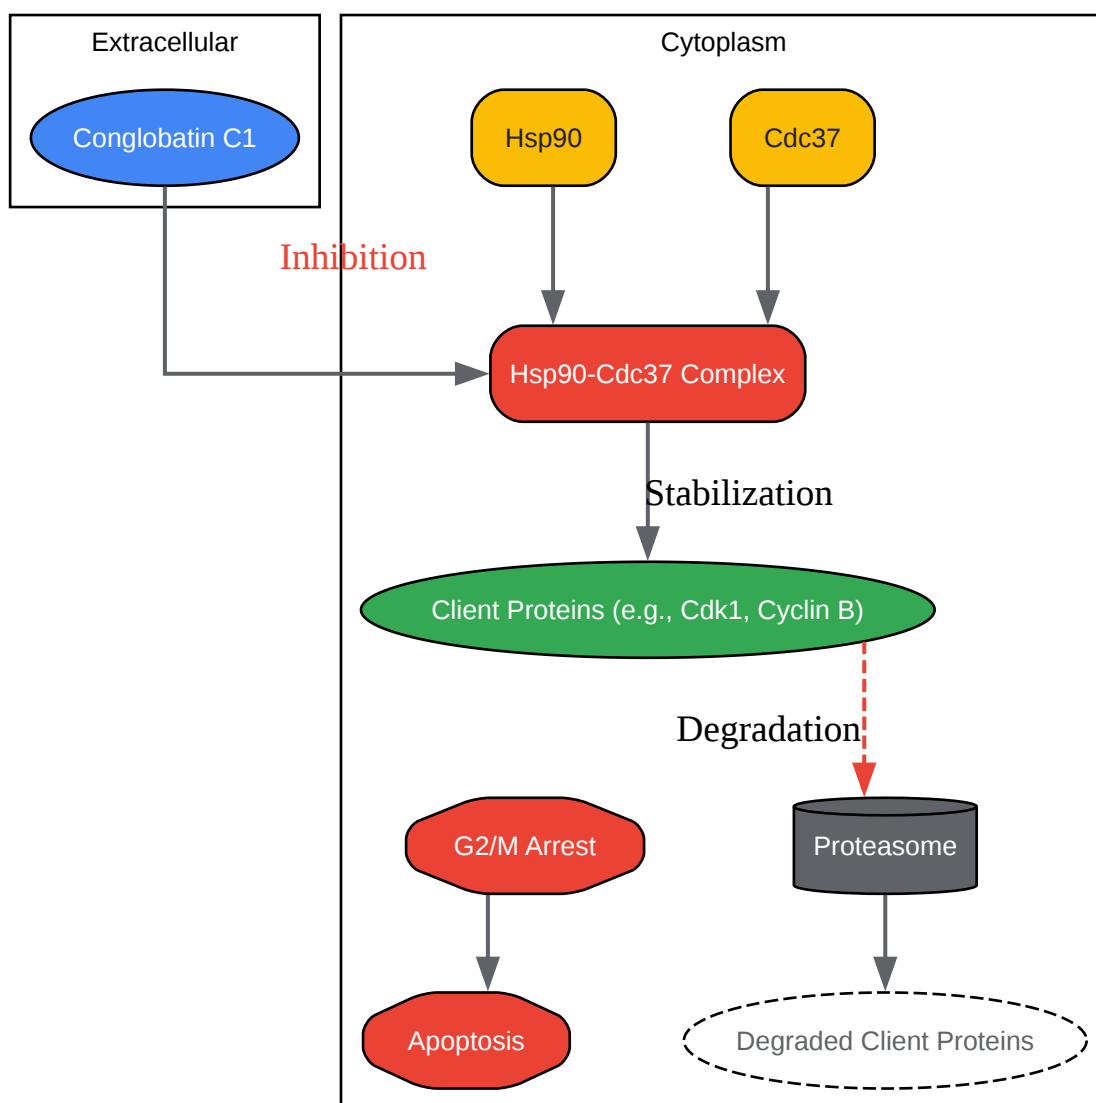 Extracellular
Cytoplasm
Conglobatin C1
Hsp90
Cdc37
Inhibition
Hsp90-Cdc37 Complex
Stabilization
Client Proteins (e.g., Cdk1, Cyclin B)
Degradation
G2/M Arrest
Proteasome
Apoptosis
Degraded Client Proteins